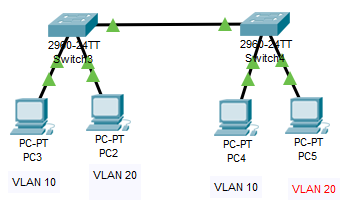 2960-24TT
Switch3
2960-24TT
Switch4
PC-PT
PC3
PC-PT
PC2
PC-PT
PC4
PC-PT
PC5
VLAN 10
VLAN 20
VLAN 10
VLAN 20